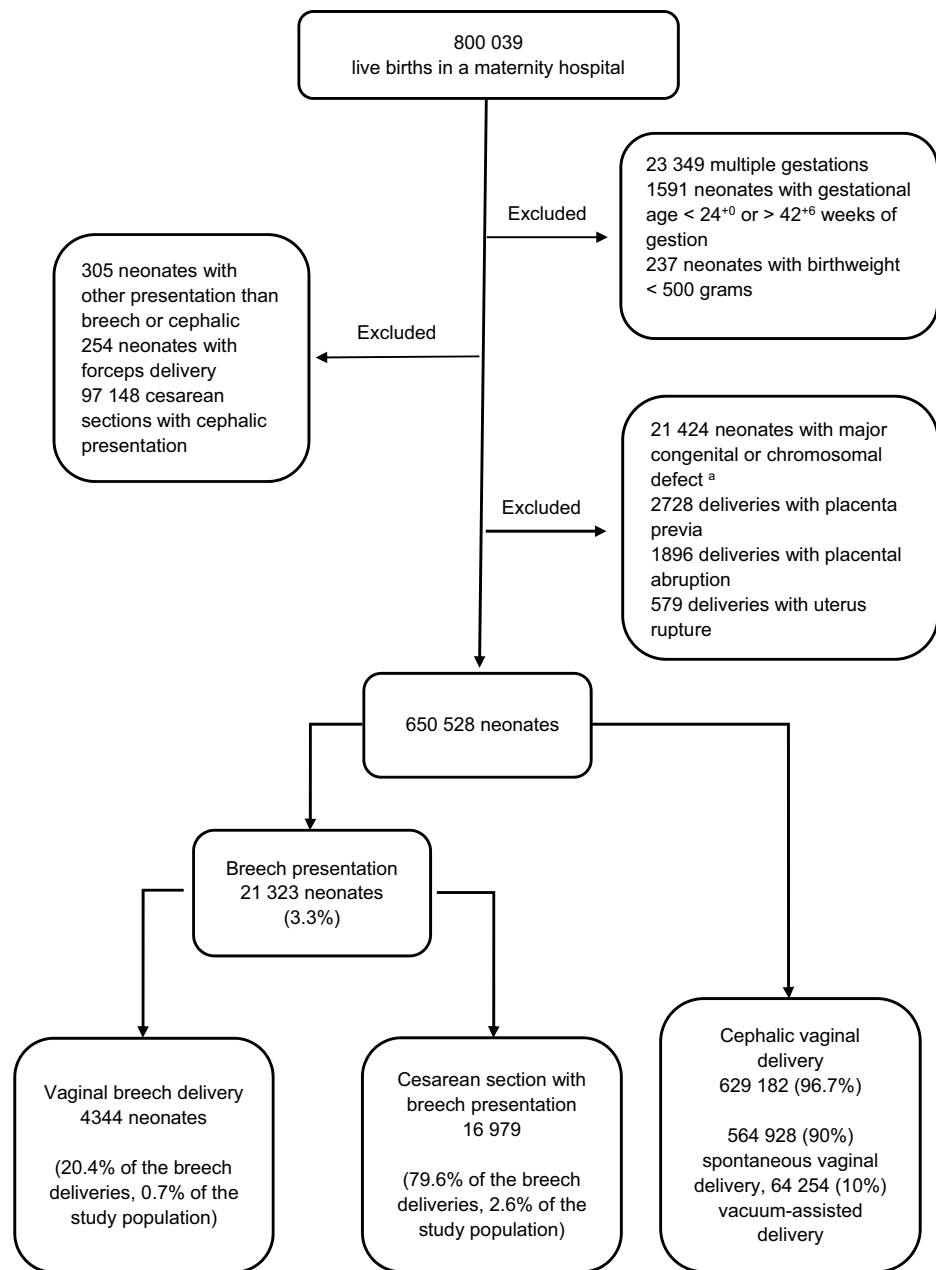 800 039
live births in a maternity hospital
Excluded
23 349 multiple gestations
1591 neonates with gestational
age < 24⁺⁰ or > 42⁺⁶ weeks of
gestion
237 neonates with birthweight
< 500 grams
305 neonates with
other presentation than
breech or cephalic
254 neonates with
forceps delivery
97 148 cesarean
sections with cephalic
presentation
Excluded
21 424 neonates with major
congenital or chromosomal
defect ᵃ
2728 deliveries with placenta
previa
1896 deliveries with placental
abruption
579 deliveries with uterus
rupture
Excluded
650 528 neonates
Breech presentation
21 323 neonates
(3.3%)
Vaginal breech delivery
4344 neonates
(20.4% of the breech
deliveries, 0.7% of the
study population)
Cesarean section with
breech presentation
16 979
(79.6% of the breech
deliveries, 2.6% of the
study population)
Cephalic vaginal
delivery
629 182 (96.7%)
564 928 (90%)
spontaneous vaginal
delivery, 64 254 (10%)
vacuum-assisted
delivery